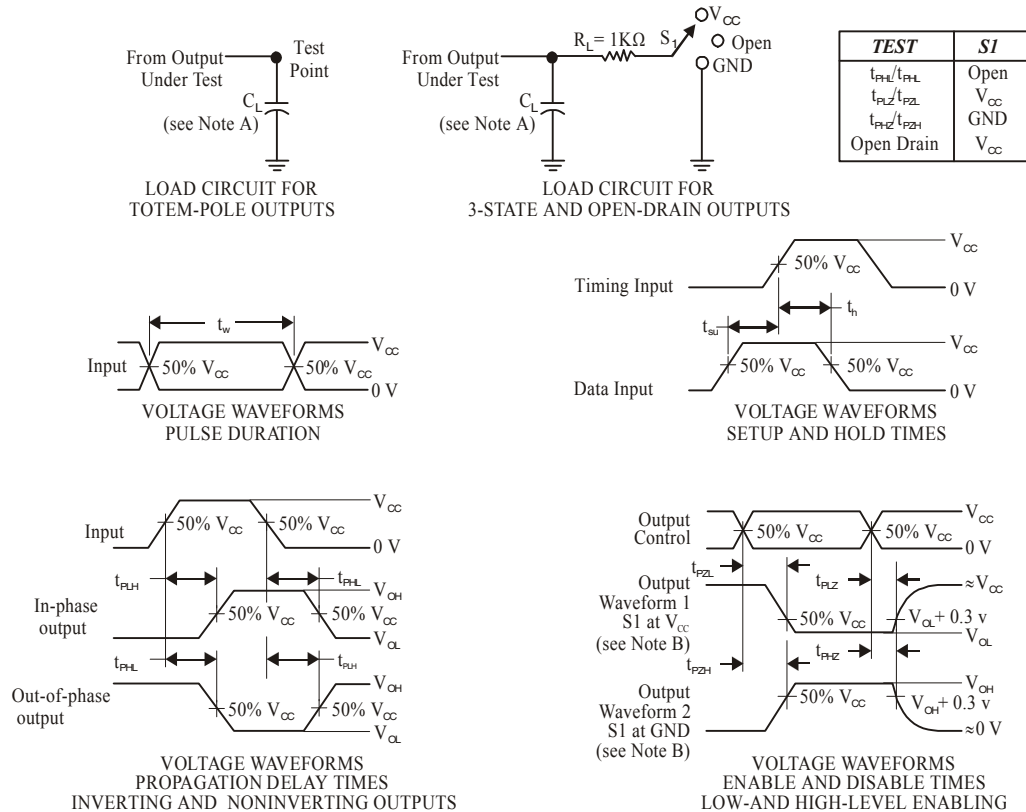 From Output
Under Test
Test
Point
C_L
(see Note A)
LOAD CIRCUIT FOR
TOTEM-POLE OUTPUTS
From Output
Under Test
R_L = 1KΩ
S_1
V_CC
Open
GND
C_L
(see Note A)
LOAD CIRCUIT FOR
3-STATE AND OPEN-DRAIN OUTPUTS
TEST S1
t_PHL/t_PHL Open
t_PLZ/t_PZL V_CC
t_PHZ/t_PZH GND
Open Drain V_CC
t_w
Input
50% V_CC
50% V_CC
V_CC
0 V
VOLTAGE WAVEFORMS
PULSE DURATION
Timing Input
50% V_CC
V_CC
0 V
t_su
t_h
Data Input
50% V_CC
50% V_CC
V_CC
0 V
VOLTAGE WAVEFORMS
SETUP AND HOLD TIMES
Input
50% V_CC
50% V_CC
V_CC
0 V
t_PLH
t_PHL
In-phase
output
50% V_CC
50% V_CC
V_OH
V_OL
t_PHL
t_PLH
Out-of-phase
output
50% V_CC
50% V_CC
V_OH
V_OL
VOLTAGE WAVEFORMS
PROPAGATION DELAY TIMES
INVERTING AND NONINVERTING OUTPUTS
Output
Control
50% V_CC
50% V_CC
V_CC
0 V
t_PZL
t_PLZ
Output
Waveform 1
S1 at V_CC
(see Note B)
50% V_CC
≈V_CC
V_OL + 0.3 v
V_OL
t_PZH
t_PHZ
Output
Waveform 2
S1 at GND
(see Note B)
50% V_CC
V_OH
V_OH + 0.3 v
≈0 V
VOLTAGE WAVEFORMS
ENABLE AND DISABLE TIMES
LOW-AND HIGH-LEVEL ENABLING